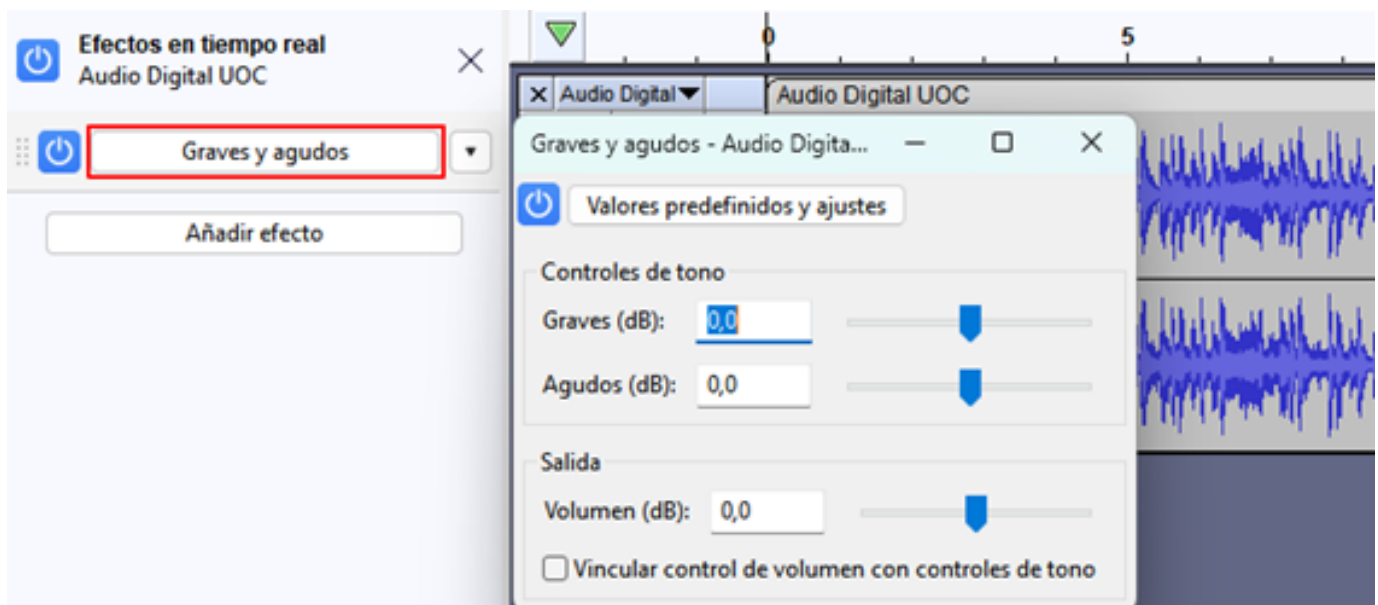 Efectos en tiempo real
Audio Digital UOC
Graves y agudos
Añadir efecto
0 5
Audio Digital Audio Digital UOC
Graves y agudos - Audio Digita...
Valores predefinidos y ajustes
Controles de tono
Graves (dB): 0,0
Agudos (dB): 0,0
Salida
Volumen (dB): 0,0
Vincular control de volumen con controles de tono